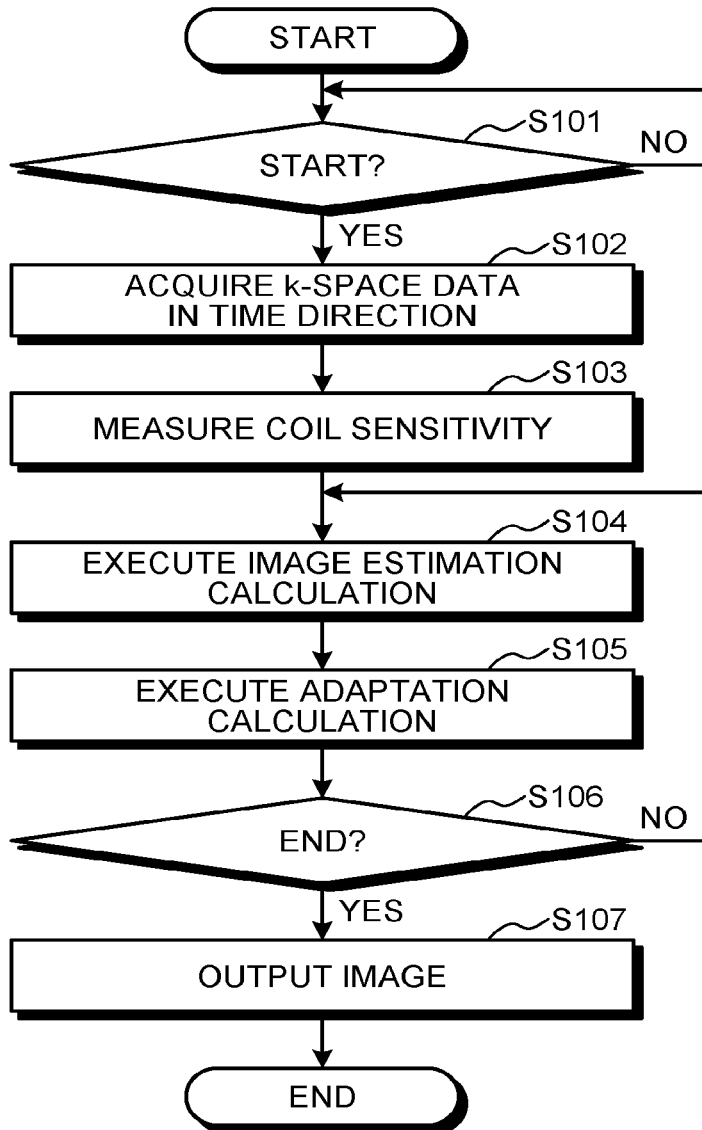 START
S101
START?
NO
YES
S102
ACQUIRE k-SPACE DATA
IN TIME DIRECTION
S103
MEASURE COIL SENSITIVITY
S104
EXECUTE IMAGE ESTIMATION
CALCULATION
S105
EXECUTE ADAPTATION
CALCULATION
S106
END?
NO
YES
S107
OUTPUT IMAGE
END